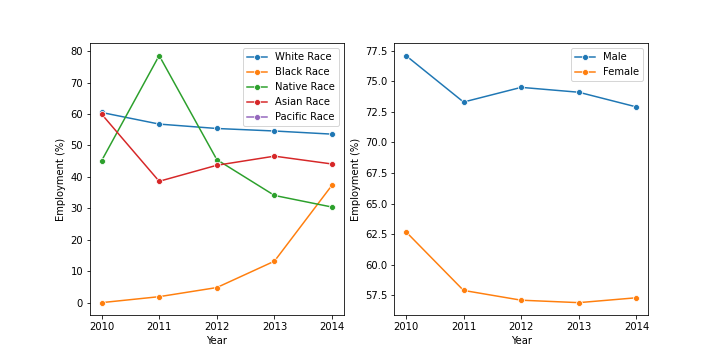 80
70
60
50
40
30
20
10
0
Employment (%)
2010 2011 2012 2013 2014
Year
White Race
Black Race
Native Race
Asian Race
Pacific Race
77.5
75.0
72.5
70.0
67.5
65.0
62.5
60.0
57.5
Employment (%)
2010 2011 2012 2013 2014
Year
Male
Female